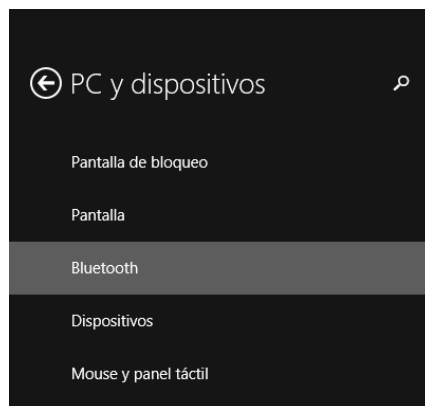 PC y dispositivos
Pantalla de bloqueo
Pantalla
Bluetooth
Dispositivos
Mouse y panel táctil